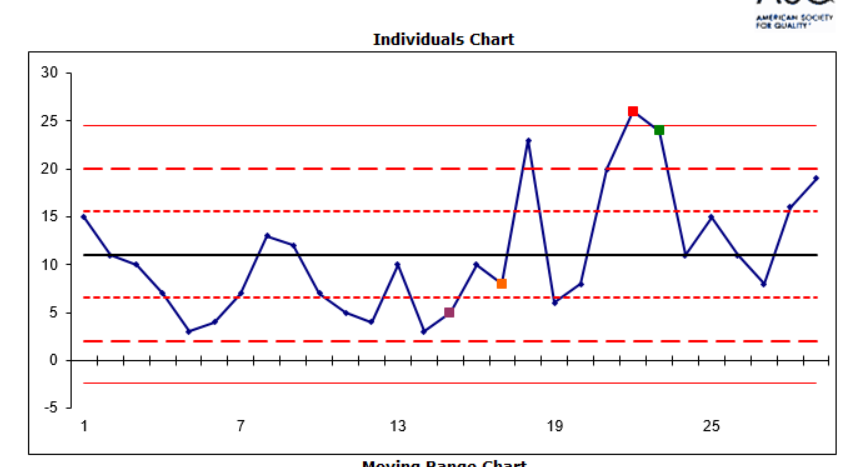 AMERICAN SOCIETY
FOR QUALITY
Individuals Chart
30
25
20
15
10
5
0
-5
1 7 13 19 25
Moving Range Chart